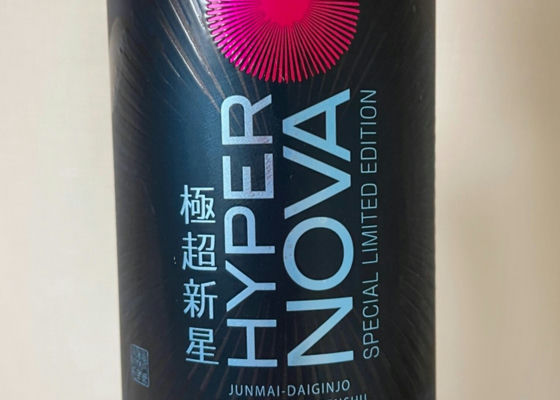 極超新星
HYPER
NOVA
SPECIAL LIMITED EDITION
JUNMAI-DAIGINJO